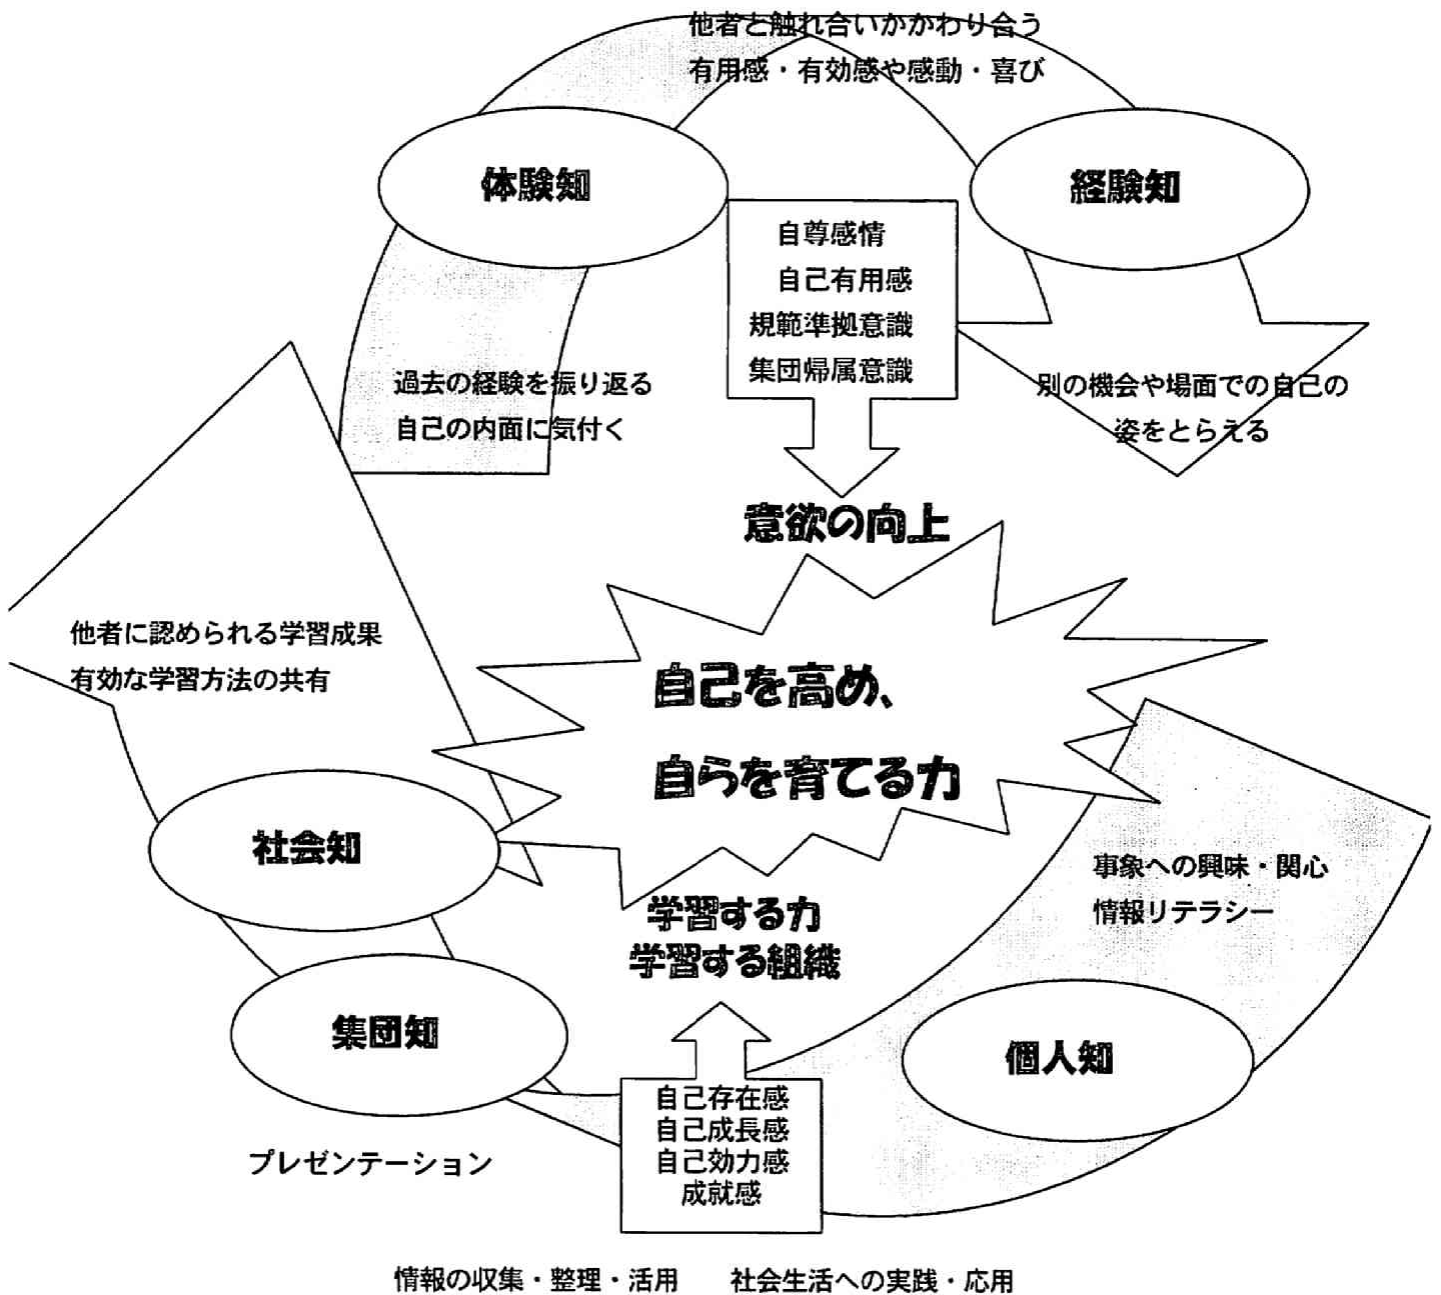 他者と触れ合いかかわり合う
有用感・有効感や感動・喜び
体験知
経験知
自尊感情
自己有用感
規範準拠意識
集団帰属意識
過去の経験を振り返る
自己の内面に気付く
別の機会や場面での自己の
姿をとらえる
意欲の向上
他者に認められる学習成果
有効な学習方法の共有
自己を高め、
自らを育てる力
社会知
事象への興味・関心
情報リテラシー
学習する力
学習する組織
集団知
個人知
自己存在感
自己成長感
自己効力感
成就感
プレゼンテーション
情報の収集・整理・活用　　社会生活への実践・応用